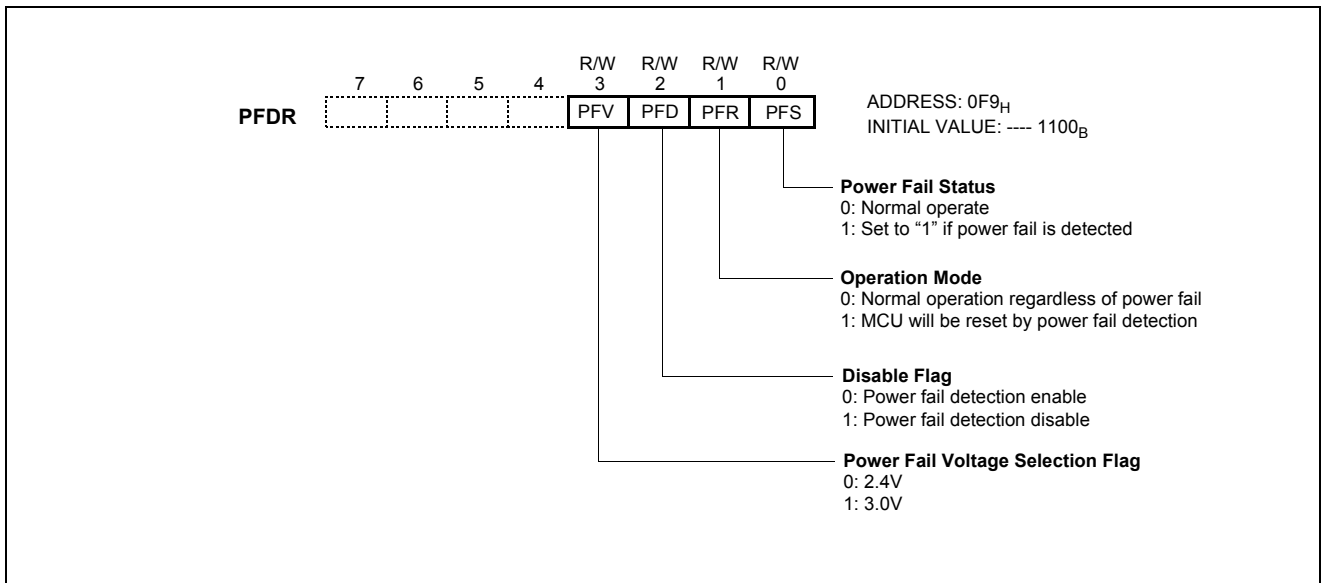 R/W R/W R/W R/W
7 6 5 4 3 2 1 0
PFDR PFV PFD PFR PFS
ADDRESS: 0F9H
INITIAL VALUE: ---- 1100B
Power Fail Status
0: Normal operate
1: Set to “1” if power fail is detected
Operation Mode
0: Normal operation regardless of power fail
1: MCU will be reset by power fail detection
Disable Flag
0: Power fail detection enable
1: Power fail detection disable
Power Fail Voltage Selection Flag
0: 2.4V
1: 3.0V